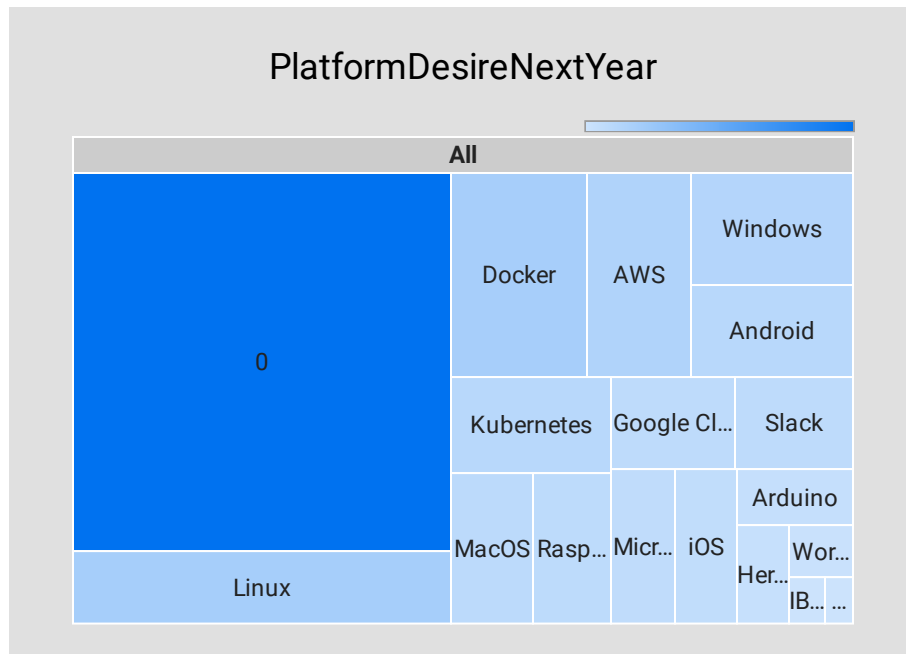 PlatformDesireNextYear
All
0
Linux
Docker
AWS
Windows
Android
Kubernetes
Google Cl...
Slack
MacOS
Rasp...
Micr...
iOS
Arduino
Her...
Wor...
IB...
...